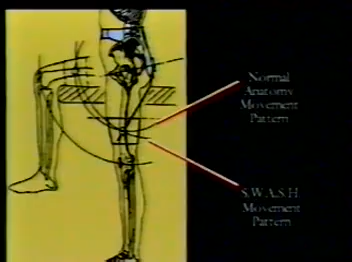 Normal
Anatomy
Movement
Pattern
S.W.A.S.H.
Movement
Pattern